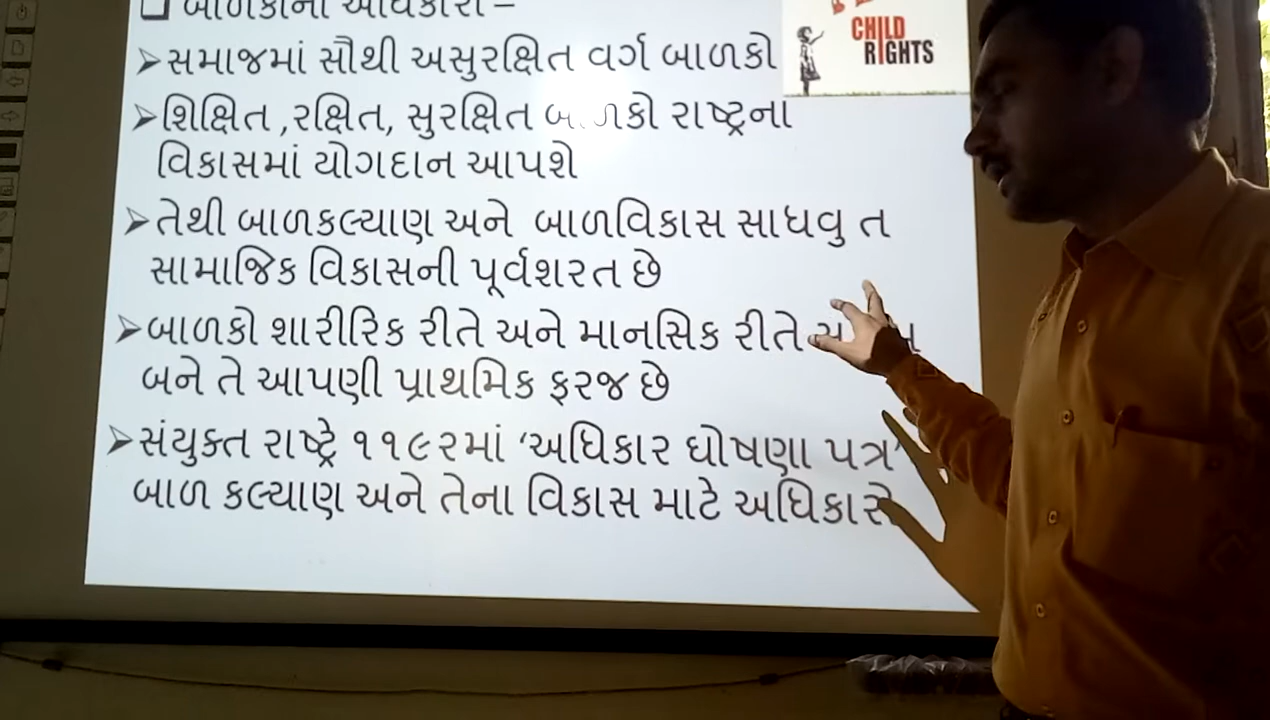 બાળકોના અધિકારો –
CHILD
RIGHTS
➢સમાજમાં સૌથી અસુરક્ષિત વર્ગ બાળકો
➢શિક્ષિત ,રક્ષિત, સુરક્ષિત બાળકો રાષ્ટ્રના
વિકાસમાં યોગદાન આપશે
➢તેથી બાળકલ્યાણ અને બાળવિકાસ સાધવુ ત
સામાજિક વિકાસની પૂર્વશરત છે
➢બાળકો શારીરિક રીતે અને માનસિક રીતે
બને તે આપણી પ્રાથમિક ફરજ છે
➢સંયુક્ત રાષ્ટ્રે ૧૧૯૨માં ‘અધિકાર ઘોષણા પત્ર’
બાળ કલ્યાણ અને તેના વિકાસ માટે અધિકારો